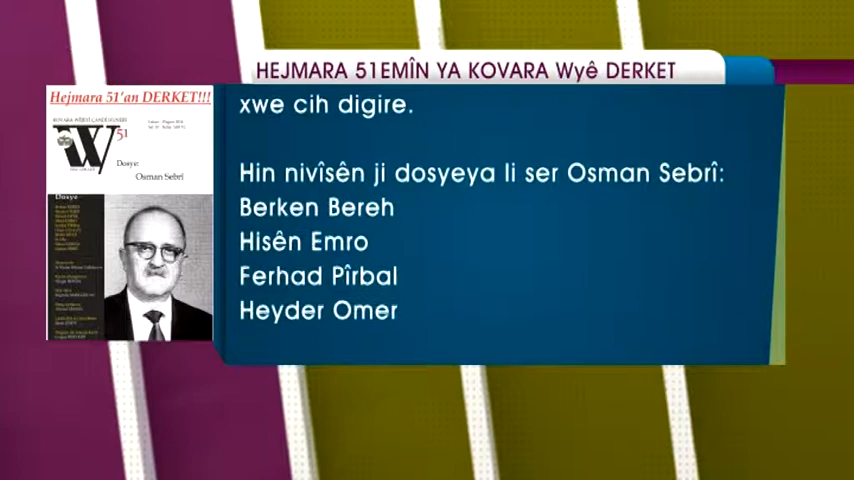 HEJMARA 51EMÎN YA KOVARA Wyê DERKET
Hejmara 51'an DERKET!!!
W
51
Dosye:
Osman Sebrî
Dosye
xwe cih digire.
Hin nivîsên ji dosyeya li ser Osman Sebrî:
Berken Bereh
Hisên Emro
Ferhad Pîrbal
Heyder Omer